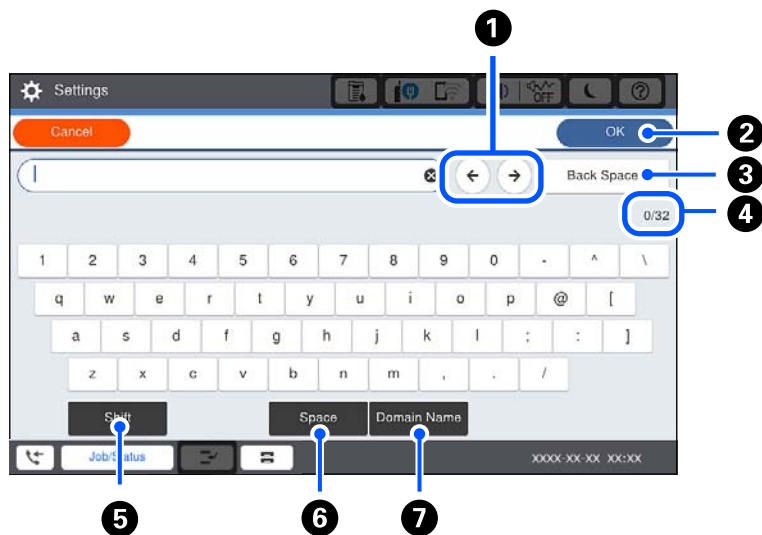 1
Settings
OFF
Cancel
OK
2
Back Space
3
0/32
4
1 2 3 4 5 6 7 8 9 0 - ^ \
q w e r t y u i o p @ [
a s d f g h j k l ; : ]
z x c v b n m , . /
Shift Space Domain Name
Job/Status
xxxx-xx-xx xx:xx
5 6 7